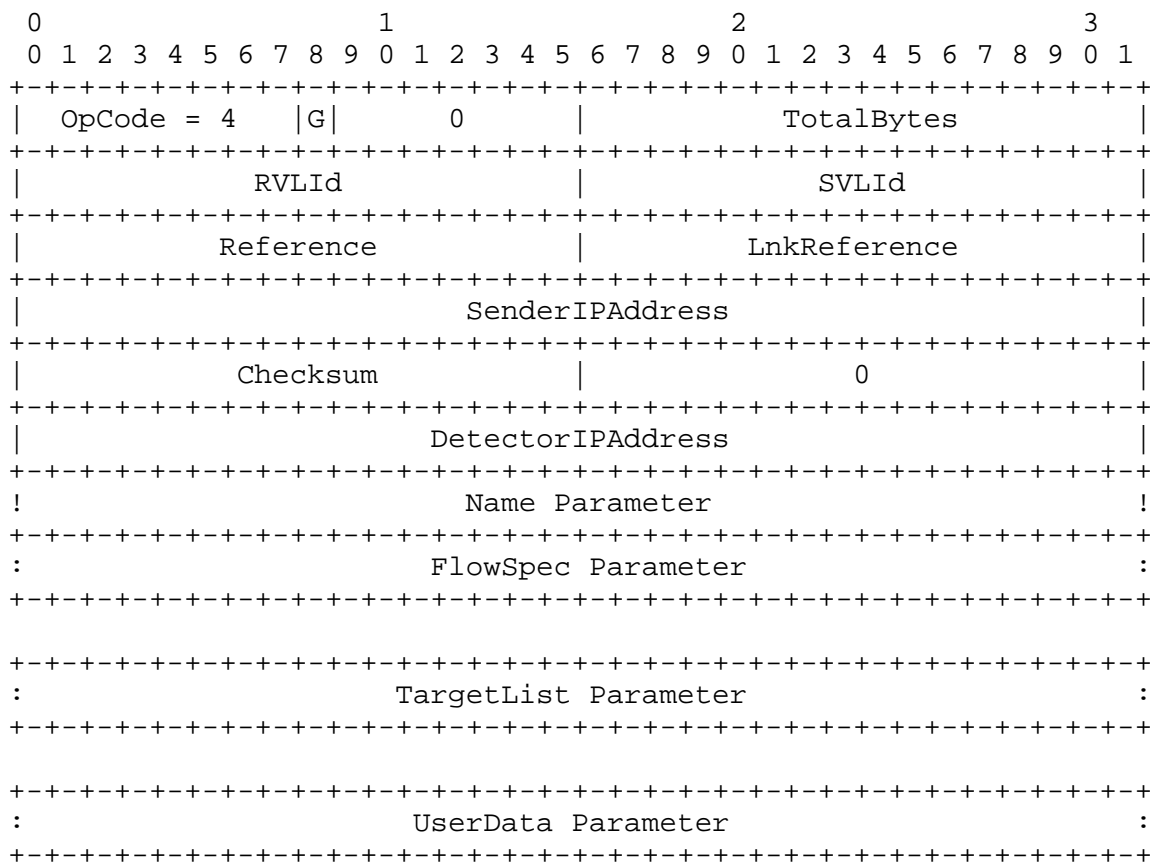 0                   1                   2                   3
0 1 2 3 4 5 6 7 8 9 0 1 2 3 4 5 6 7 8 9 0 1 2 3 4 5 6 7 8 9 0 1
+-+-+-+-+-+-+-+-+-+-+-+-+-+-+-+-+-+-+-+-+-+-+-+-+-+-+-+-+-+-+-+-+
|  OpCode = 4   |G|      0      |           TotalBytes          |
+-+-+-+-+-+-+-+-+-+-+-+-+-+-+-+-+-+-+-+-+-+-+-+-+-+-+-+-+-+-+-+-+
|             RVLId             |             SVLId             |
+-+-+-+-+-+-+-+-+-+-+-+-+-+-+-+-+-+-+-+-+-+-+-+-+-+-+-+-+-+-+-+-+
|           Reference           |         LnkReference          |
+-+-+-+-+-+-+-+-+-+-+-+-+-+-+-+-+-+-+-+-+-+-+-+-+-+-+-+-+-+-+-+-+
|                         SenderIPAddress                       |
+-+-+-+-+-+-+-+-+-+-+-+-+-+-+-+-+-+-+-+-+-+-+-+-+-+-+-+-+-+-+-+-+
|            Checksum           |               0               |
+-+-+-+-+-+-+-+-+-+-+-+-+-+-+-+-+-+-+-+-+-+-+-+-+-+-+-+-+-+-+-+-+
|                       DetectorIPAddress                       |
+-+-+-+-+-+-+-+-+-+-+-+-+-+-+-+-+-+-+-+-+-+-+-+-+-+-+-+-+-+-+-+-+
!                         Name Parameter                        !
+-+-+-+-+-+-+-+-+-+-+-+-+-+-+-+-+-+-+-+-+-+-+-+-+-+-+-+-+-+-+-+-+
:                       FlowSpec Parameter                      :
+-+-+-+-+-+-+-+-+-+-+-+-+-+-+-+-+-+-+-+-+-+-+-+-+-+-+-+-+-+-+-+-+
+-+-+-+-+-+-+-+-+-+-+-+-+-+-+-+-+-+-+-+-+-+-+-+-+-+-+-+-+-+-+-+-+
:                     TargetList Parameter                      :
+-+-+-+-+-+-+-+-+-+-+-+-+-+-+-+-+-+-+-+-+-+-+-+-+-+-+-+-+-+-+-+-+
+-+-+-+-+-+-+-+-+-+-+-+-+-+-+-+-+-+-+-+-+-+-+-+-+-+-+-+-+-+-+-+-+
:                      UserData Parameter                       :
+-+-+-+-+-+-+-+-+-+-+-+-+-+-+-+-+-+-+-+-+-+-+-+-+-+-+-+-+-+-+-+-+